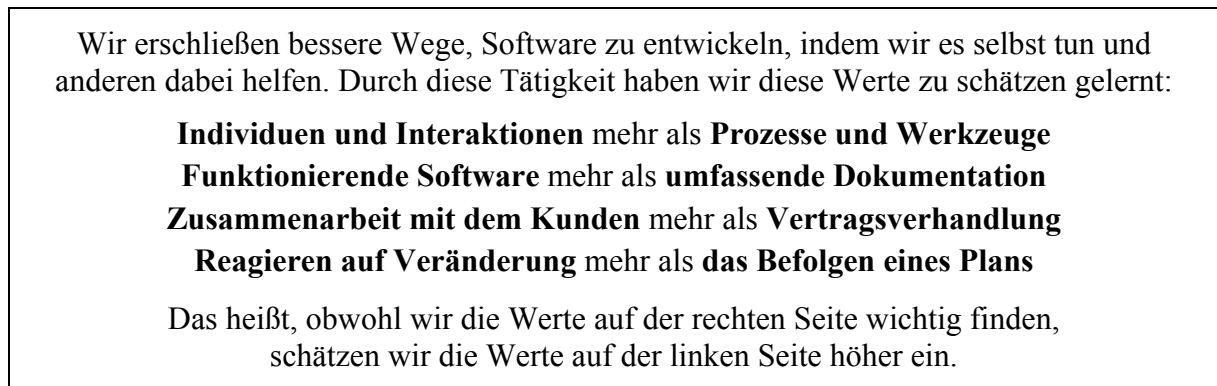 Wir erschließen bessere Wege, Software zu entwickeln, indem wir es selbst tun und
anderen dabei helfen. Durch diese Tätigkeit haben wir diese Werte zu schätzen gelernt:
Individuen und Interaktionen mehr als Prozesse und Werkzeuge
Funktionierende Software mehr als umfassende Dokumentation
Zusammenarbeit mit dem Kunden mehr als Vertragsverhandlung
Reagieren auf Veränderung mehr als das Befolgen eines Plans
Das heißt, obwohl wir die Werte auf der rechten Seite wichtig finden,
schätzen wir die Werte auf der linken Seite höher ein.